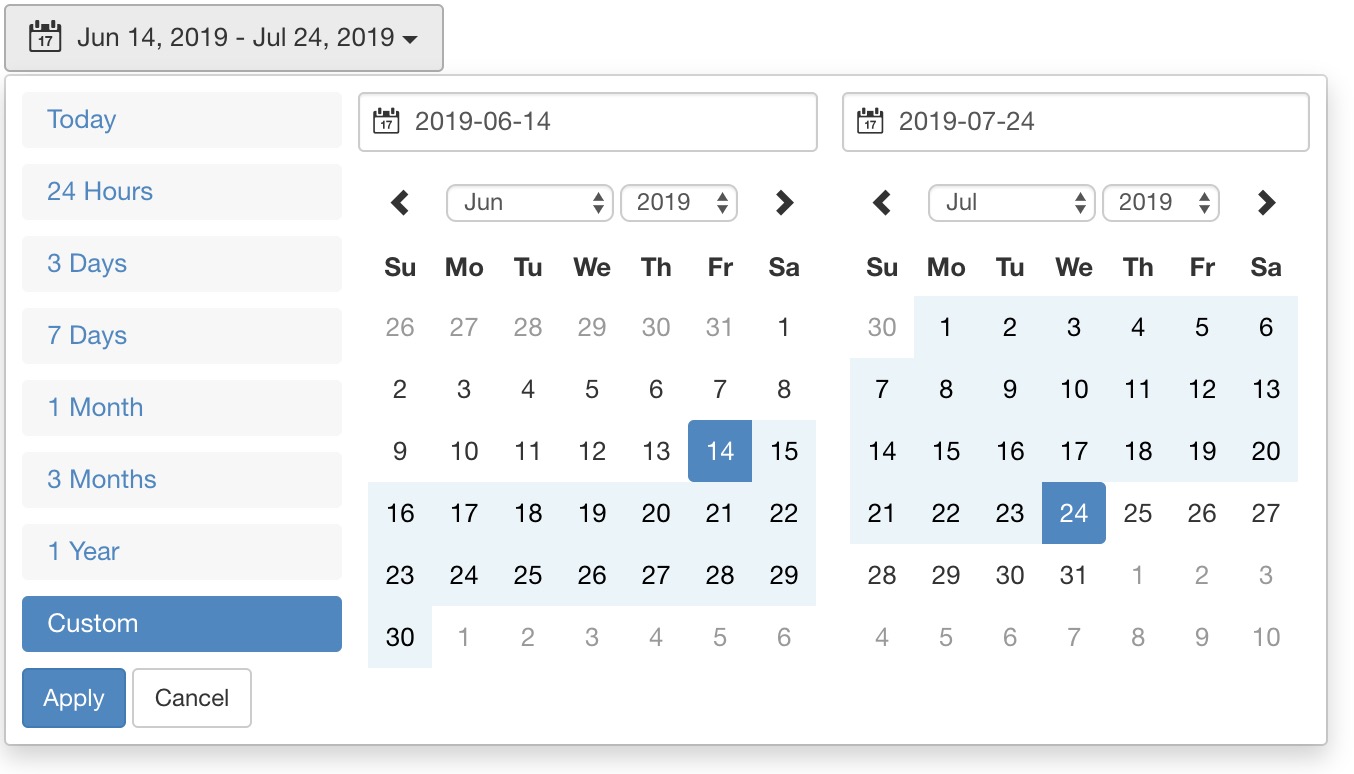 17 Jun 14, 2019 - Jul 24, 2019
Today
24 Hours
3 Days
7 Days
1 Month
3 Months
1 Year
Custom
Apply Cancel
17 2019-06-14
Jun 2019
Su Mo Tu We Th Fr Sa
26 27 28 29 30 31 1
2 3 4 5 6 7 8
9 10 11 12 13 14 15
16 17 18 19 20 21 22
23 24 25 26 27 28 29
30 1 2 3 4 5 6
17 2019-07-24
Jul 2019
Su Mo Tu We Th Fr Sa
30 1 2 3 4 5 6
7 8 9 10 11 12 13
14 15 16 17 18 19 20
21 22 23 24 25 26 27
28 29 30 31 1 2 3
4 5 6 7 8 9 10